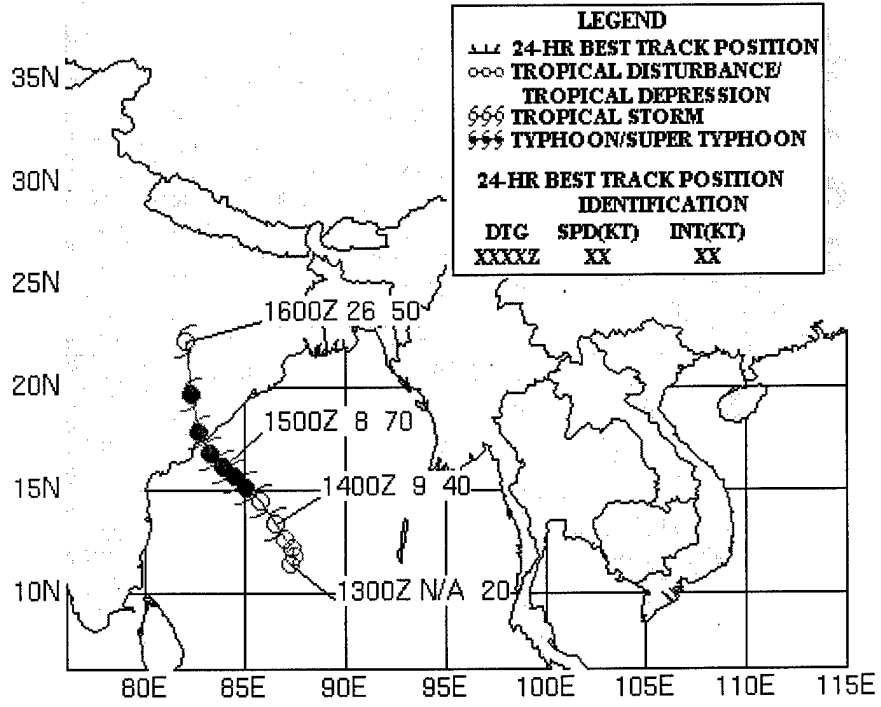 LEGEND
24-HR BEST TRACK POSITION
TROPICAL DISTURBANCE/
TROPICAL DEPRESSION
TROPICAL STORM
TYPHOON/SUPER TYPHOON
24-HR BEST TRACK POSITION
IDENTIFICATION
DTG SPD(KT) INT(KT)
XXXXZ XX XX
35N
30N
25N
20N
15N
10N
1600Z 26 50
1500Z 8 70
1400Z 9 40
1300Z N/A 20
80E 85E 90E 95E 100E 105E 110E 115E